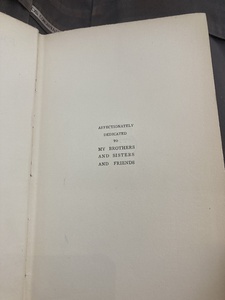 AFFECTIONATELY
DEDICATED
TO
MY BROTHERS
AND SISTERS
AND FRIENDS